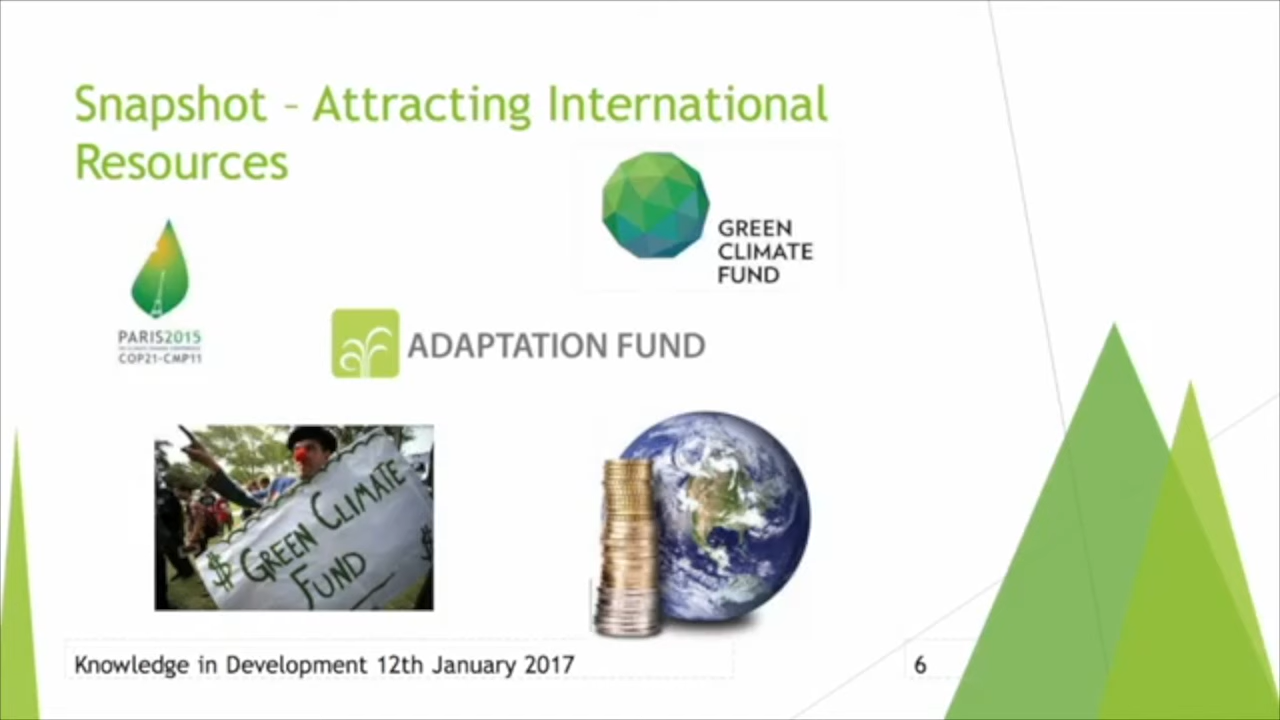 Snapshot – Attracting International
Resources
GREEN
CLIMATE
FUND
PARIS2015
COP21-CMP11
ADAPTATION FUND
$ GREEN CLIMATE
FUND
$
Knowledge in Development 12th January 2017
6